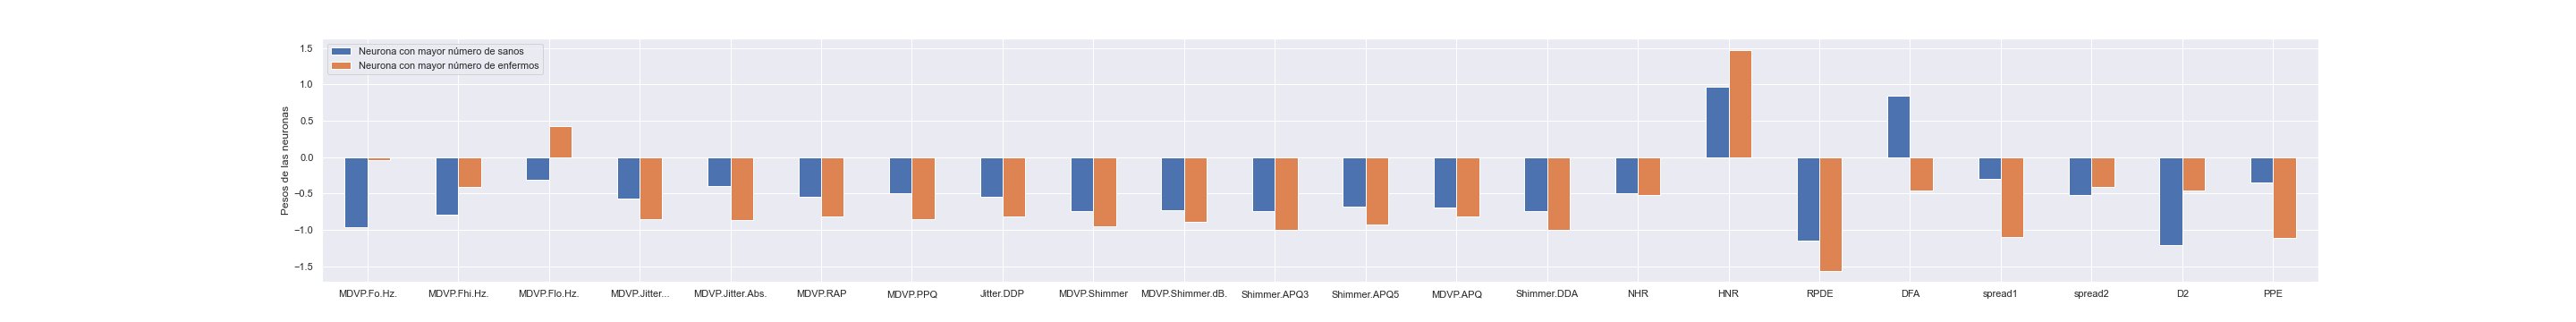 Neurona con mayor número de sanos
Neurona con mayor número de enfermos
Pesos de las neuronas
1.5
1.0
0.5
0.0
−0.5
−1.0
−1.5
MDVP.Fo.Hz. MDVP.Fhi.Hz. MDVP.Flo.Hz. MDVP.Jitter... MDVP.Jitter.Abs. MDVP.RAP MDVP.PPQ Jitter.DDP MDVP.Shimmer MDVP.Shimmer.dB. Shimmer.APQ3 Shimmer.APQ5 MDVP.APQ Shimmer.DDA NHR HNR RPDE DFA spread1 spread2 D2 PPE